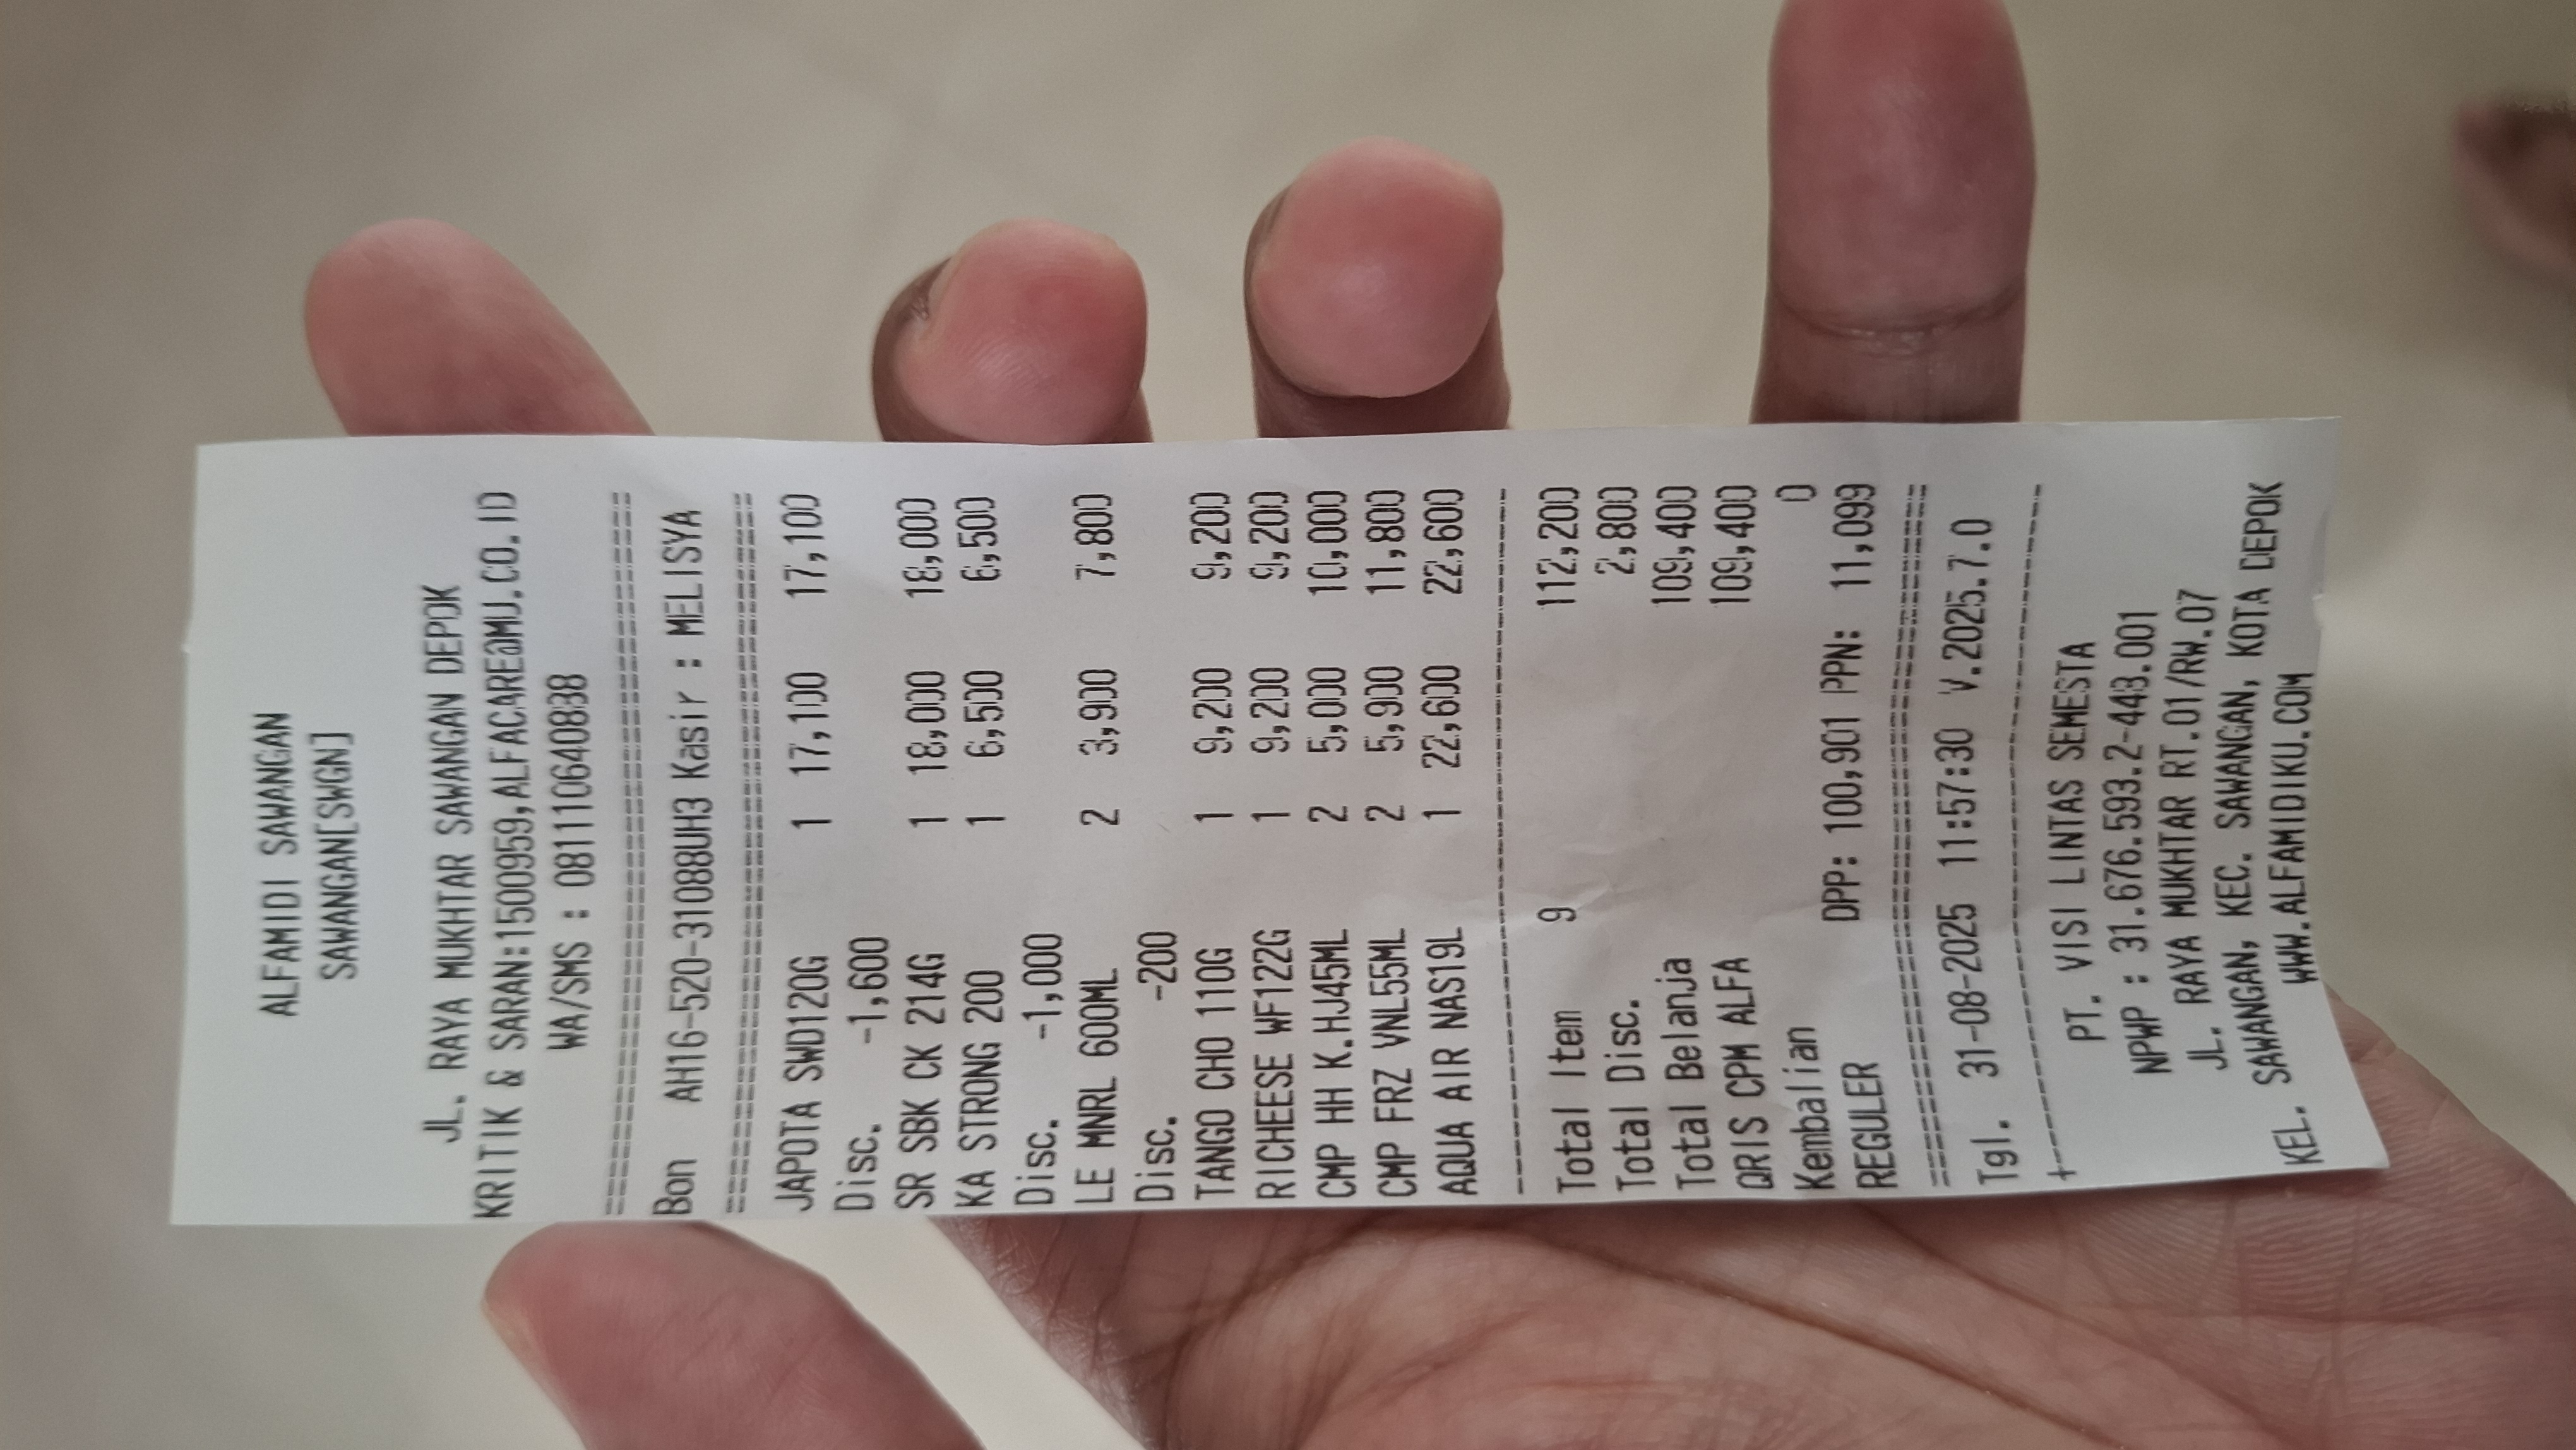 ALFAMIDI SAWANGAN
SAWANGAN[SWGN]
JL. RAYA MUKHTAR SAWANGAN DEPOK
KRITIK & SARAN:1500959,ALFACARE@MU.CO.ID
WA/SMS : 081110640888
Bon AH16-520-31088UH3 Kasir : MELISYA
JAPOTA SWD120G 1 17,100 17,100
Disc. -1,600
SR SBK CK 214G 1 18,000 18,000
KA STRONG 200 1 6,500 6,500
Disc. -1,000
LE MNRL 600ML 2 3,900 7,800
Disc. -200
TANGO CHO 110G 1 9,200 9,200
RICHEESE WF122G 1 9,200 9,200
CMP HH K.HJ45ML 2 5,000 10,000
CMP FRZ VNL55ML 2 5,900 11,800
AQUA AIR NAS19L 1 22,600 22,600
Total Item 9 112,200
Total Disc. 2,800
Total Belanja 109,400
QRIS CPM ALFA 109,400
Kembalian 0
REGULER DPP: 100,901 PPN: 11,099
Tgl. 31-08-2025 11:57:30 V.2025.7.0
PT. VISI LINTAS SEMESTA
NPWP : 31.676.593.2-448.001
JL. RAYA MUKHTAR RT.01/RW.07
KEL. SAWANGAN, KEC. SAWANGAN, KOTA DEPOK
WWW.ALFAMIDIKU.COM